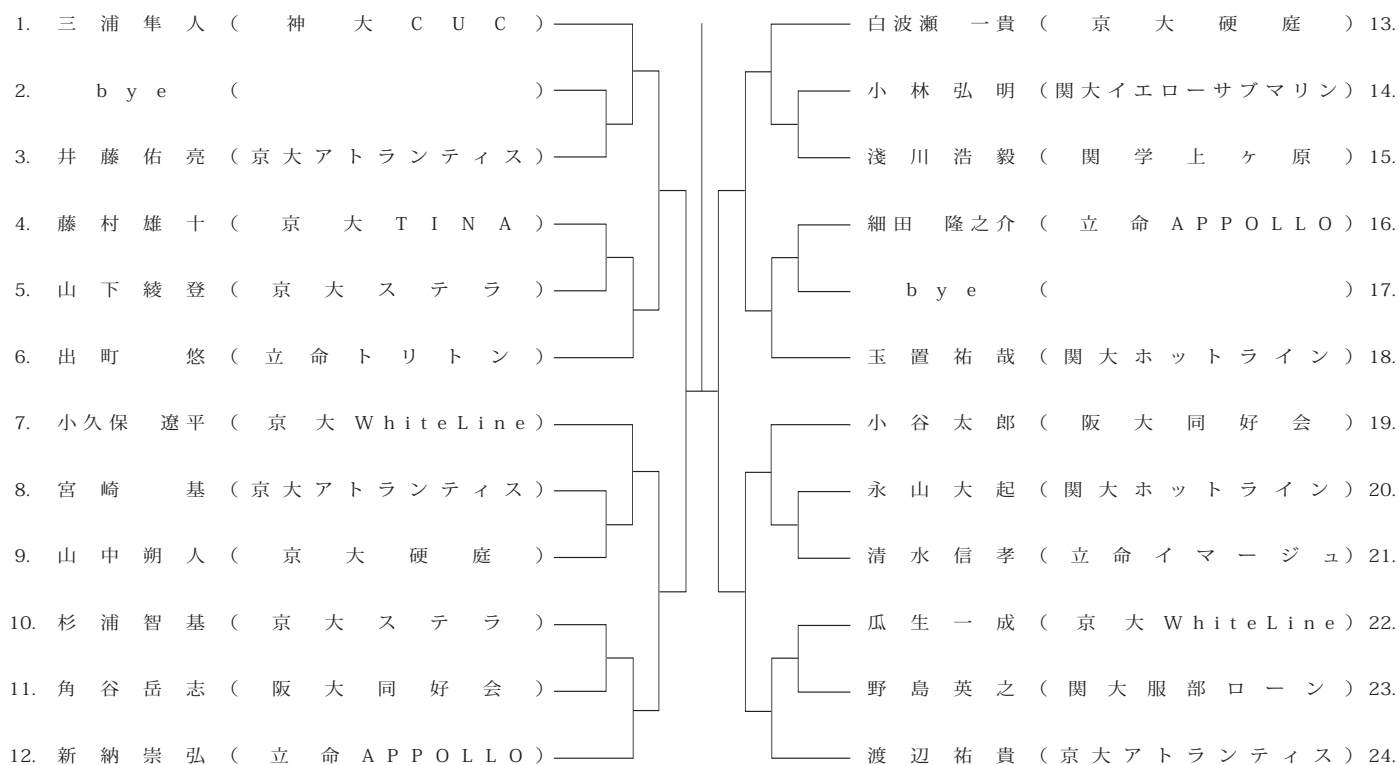 1. 三浦隼人（神大CUC）
2. bye（ ）
3. 井藤佑亮（京大アトランティス）
4. 藤村雄十（京大TINA）
5. 山下綾登（京大ステラ）
6. 出町 悠（立命トリトン）
7. 小久保 遼平（京大WhiteLine）
8. 宮崎 基（京大アトランティス）
9. 山中朔人（京大硬庭）
10. 杉浦智基（京大ステラ）
11. 角谷岳志（阪大同好会）
12. 新納崇弘（立命APPOLLO）
白波瀬 一貴（京大硬庭）13.
小林弘明（関大イエローサブマリン）14.
淺川浩毅（関学上ヶ原）15.
細田 隆之介（立命APPOLLO）16.
bye（ ）17.
玉置祐哉（関大ホットライン）18.
小谷太郎（阪大同好会）19.
永山大起（関大ホットライン）20.
清水信孝（立命イマージュ）21.
瓜生一成（京大WhiteLine）22.
野島英之（関大服部ローン）23.
渡辺祐貴（京大アトランティス）24.